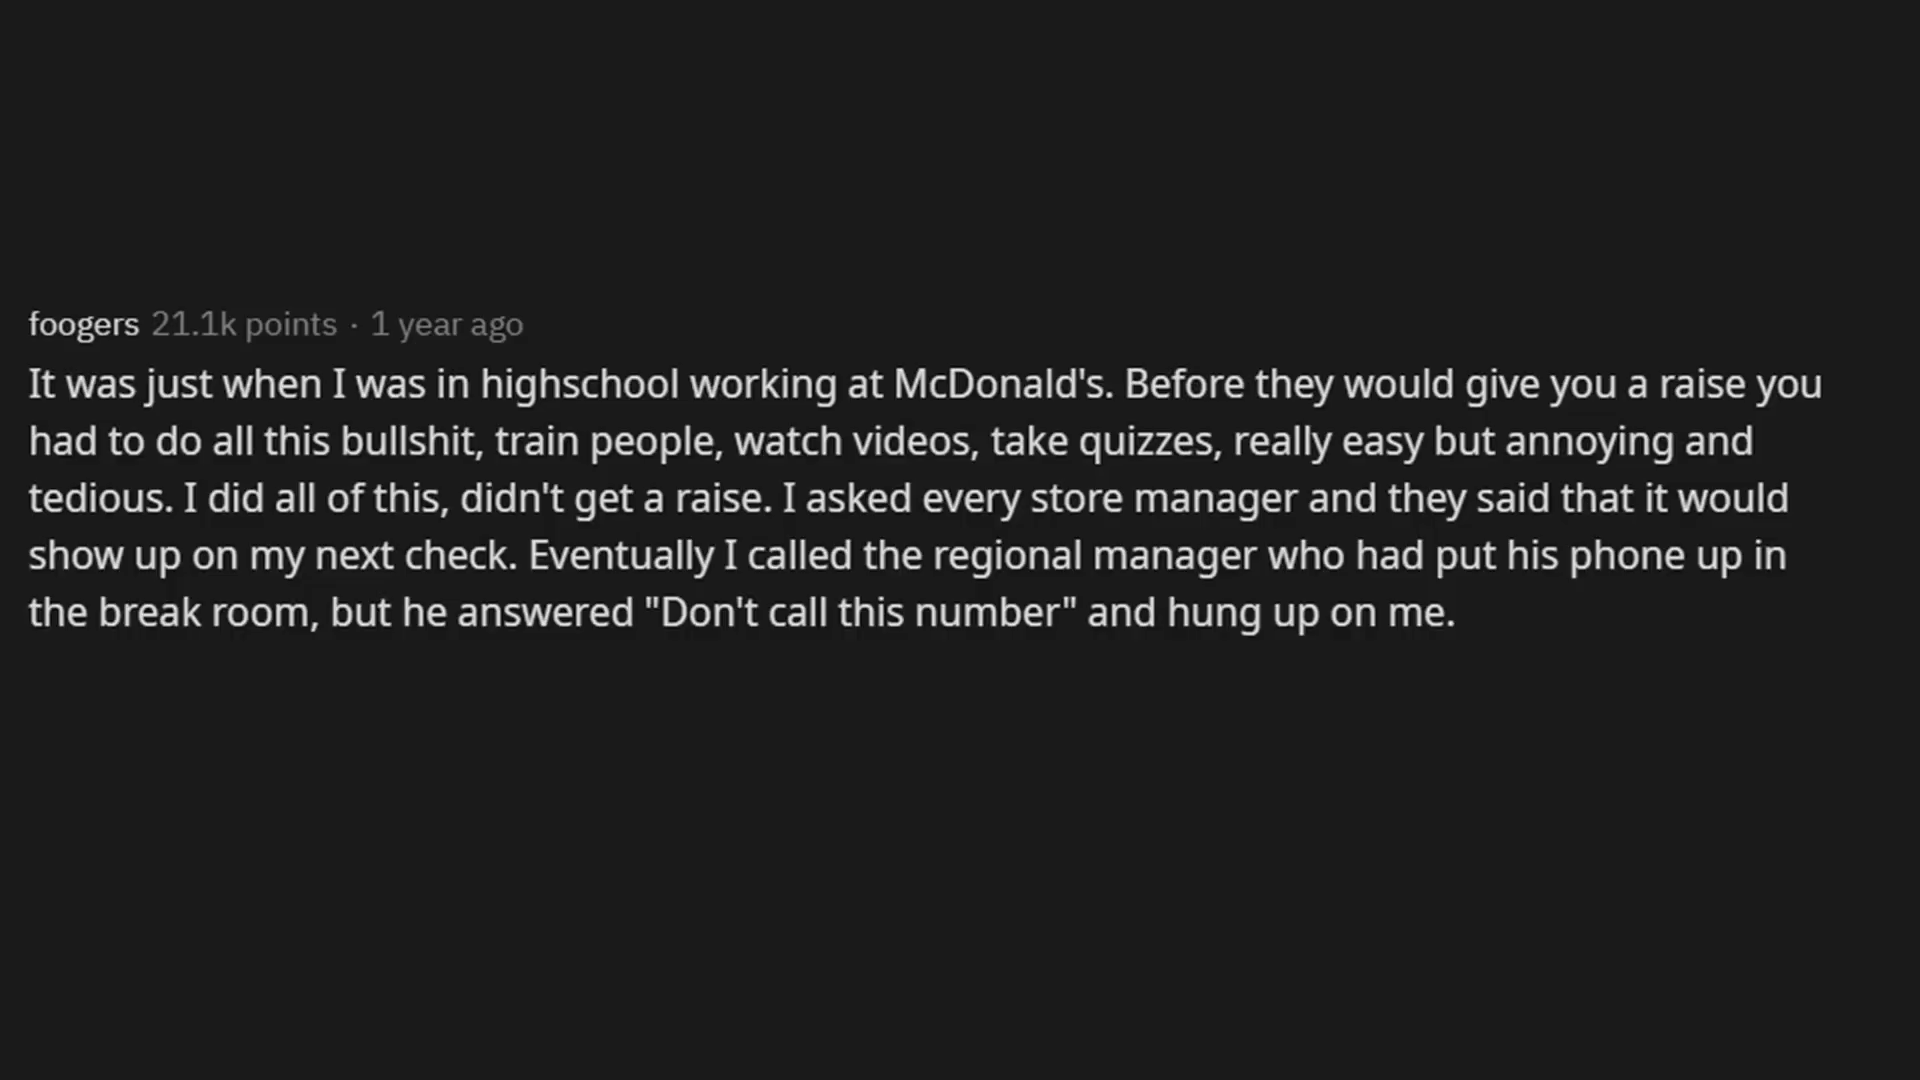 foogers 21.1k points · 1 year ago
It was just when I was in highschool working at McDonald's. Before they would give you a raise you
had to do all this bullshit, train people, watch videos, take quizzes, really easy but annoying and
tedious. I did all of this, didn't get a raise. I asked every store manager and they said that it would
show up on my next check. Eventually I called the regional manager who had put his phone up in
the break room, but he answered "Don't call this number" and hung up on me.